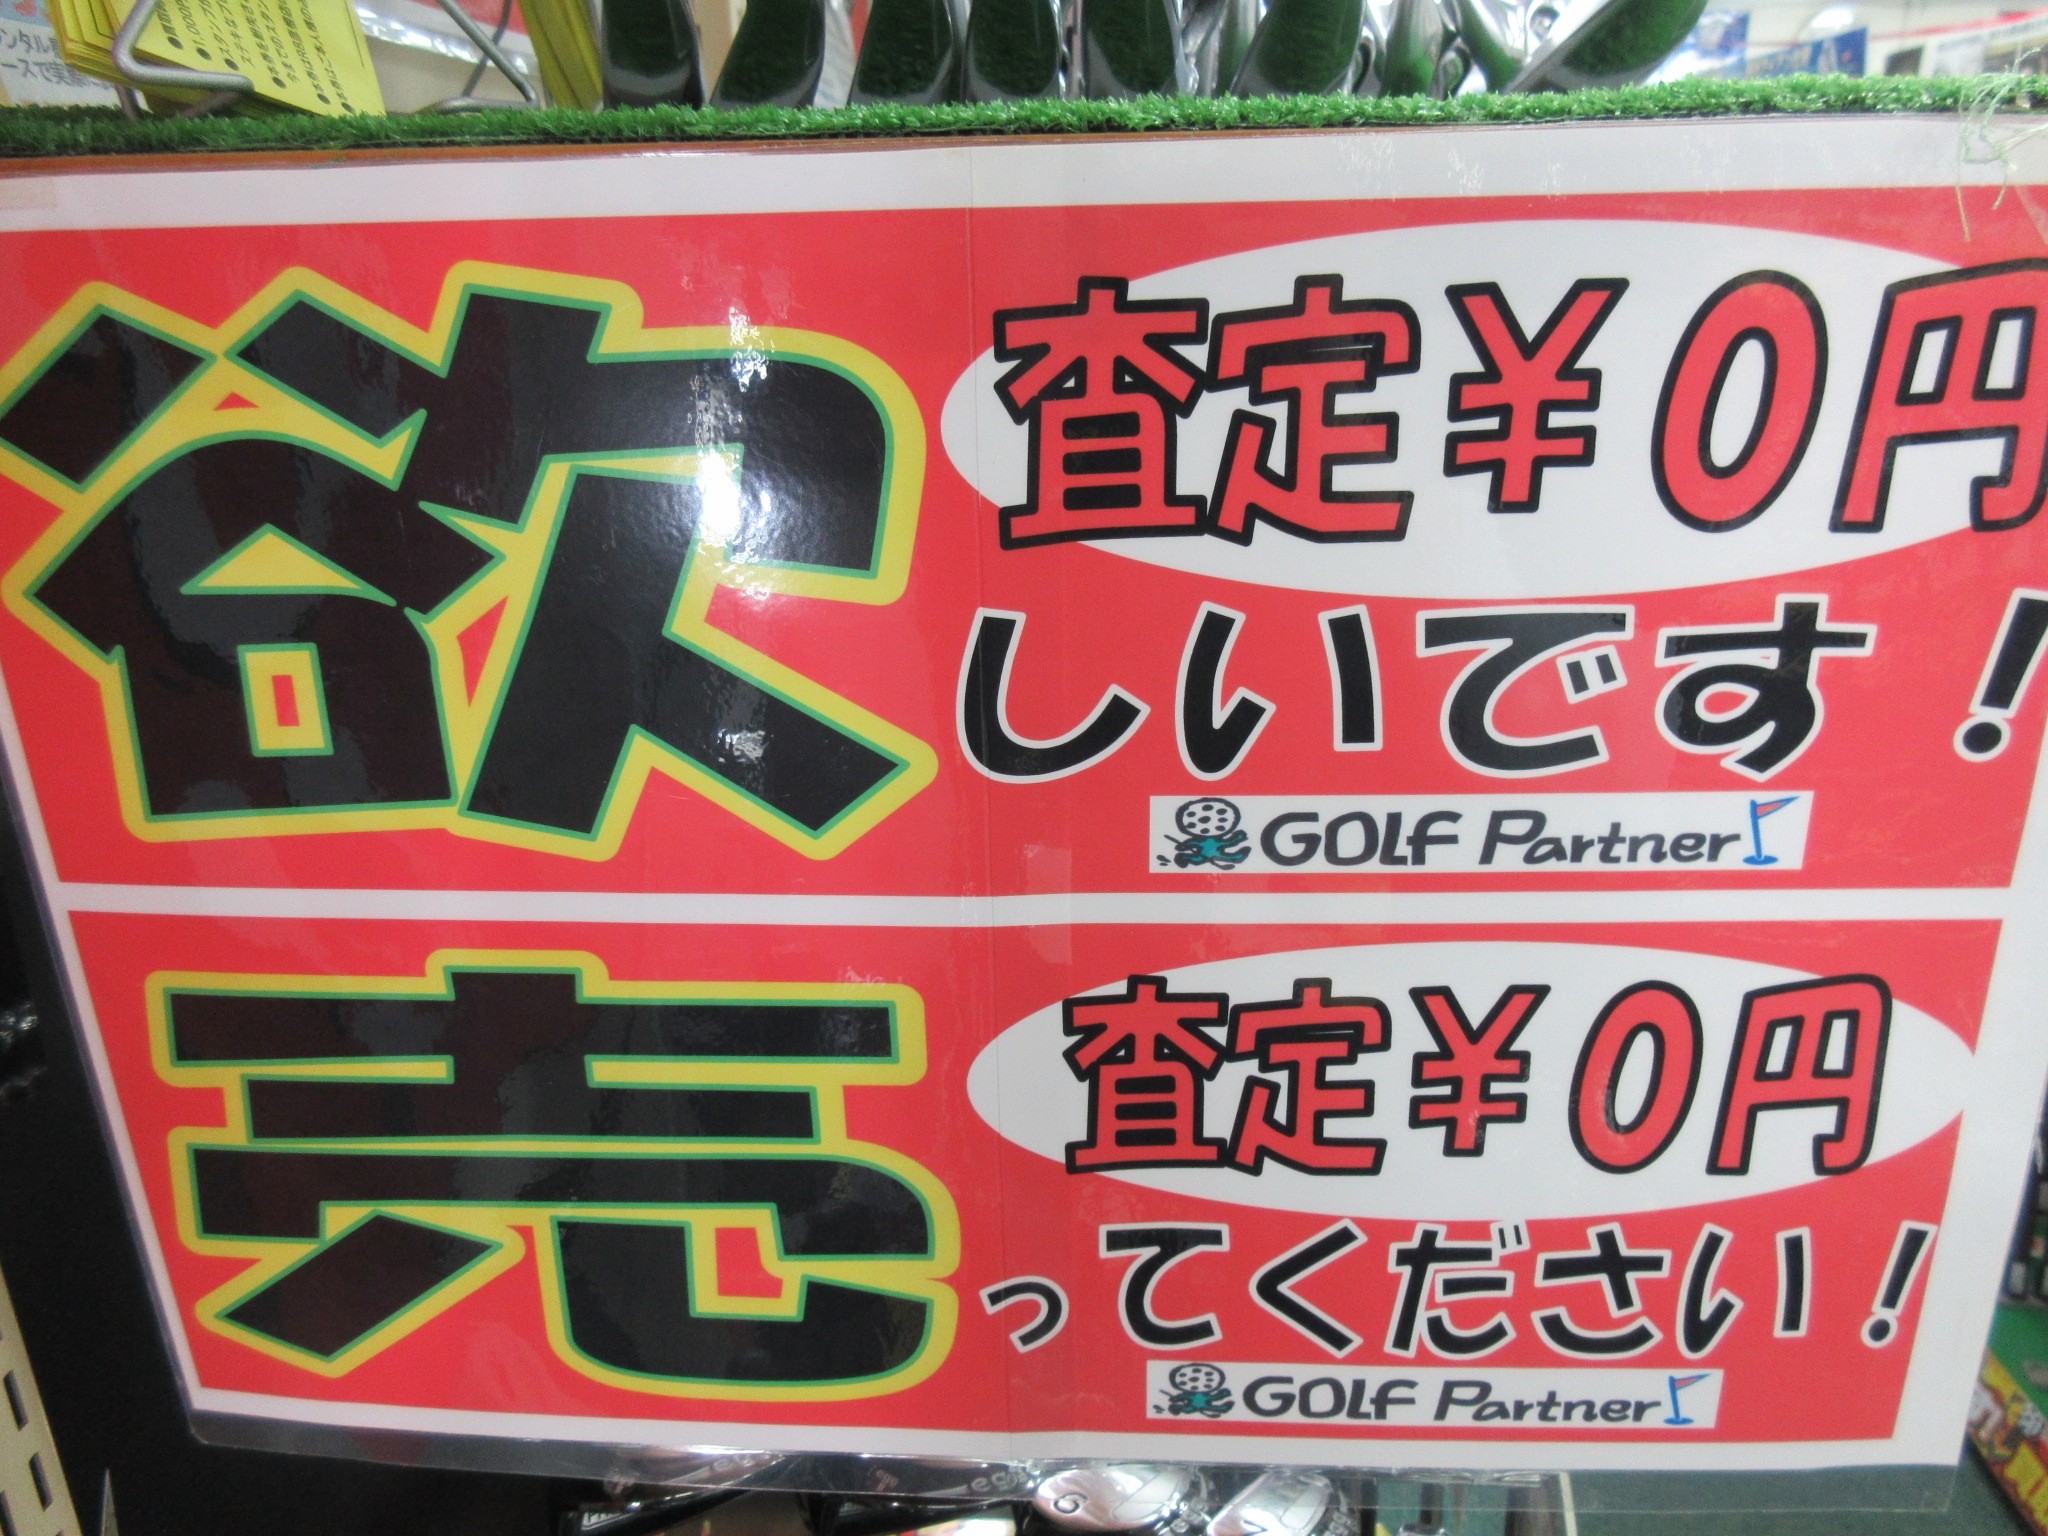 欲
査定￥0円
しいです！
GOLF Partner
売
査定￥0円
ってください！
GOLF Partner